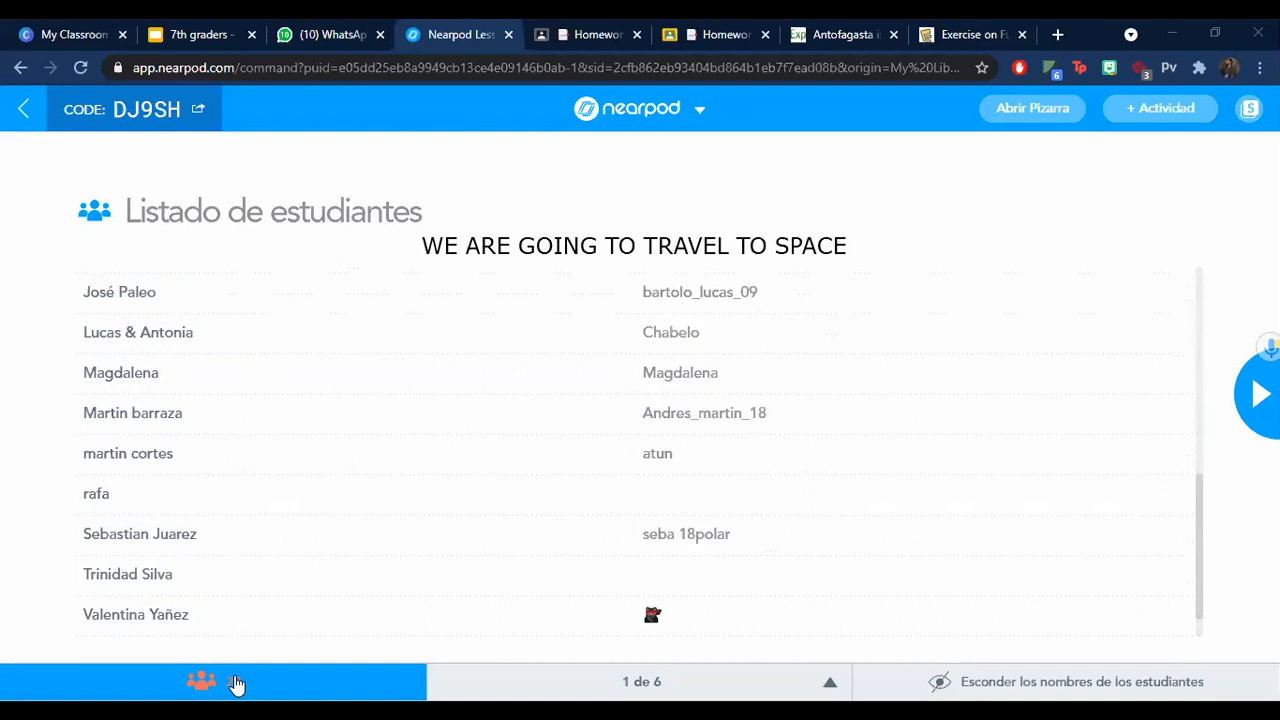 My Classroom
7th graders -
(10) WhatsApp
Nearpod Less
Homewor
Homewor
Antofagasta i
Exercise on Fu
app.nearpod.com/command?puid=e05dd25eb8a9949cb13ce4e09146b0ab-1&sid=2cfb862eb93404bd864b1eb7f7ead08b&origin=My%20Lib...
CODE: DJ9SH
nearpod
Abrir Pizarra
+ Actividad
Listado de estudiantes
WE ARE GOING TO TRAVEL TO SPACE
José Paleo bartolo_lucas_09
Lucas & Antonia Chabelo
Magdalena Magdalena
Martin barraza Andres_martin_18
martin cortes atun
rafa
Sebastian Juarez seba 18polar
Trinidad Silva
Valentina Yañez
1 de 6
Esconder los nombres de los estudiantes